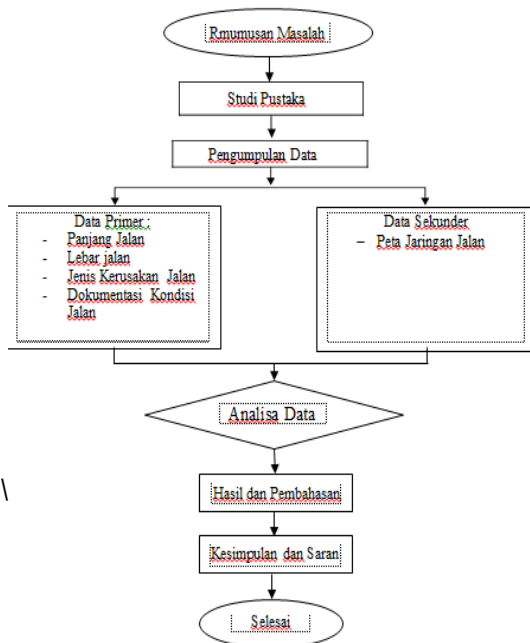 Rmumusan Masalah
Studi Pustaka
Pengumpulan Data
Data Primer :
- Panjang Jalan
- Lebar jalan
- Jenis Kerusakan Jalan
- Dokumentasi Kondisi
Jalan
Data Sekunder
– Peta Jaringan Jalan
Analisa Data
\
Hasil dan Pembahasan
Kesimpulan dan Saran
Selesai